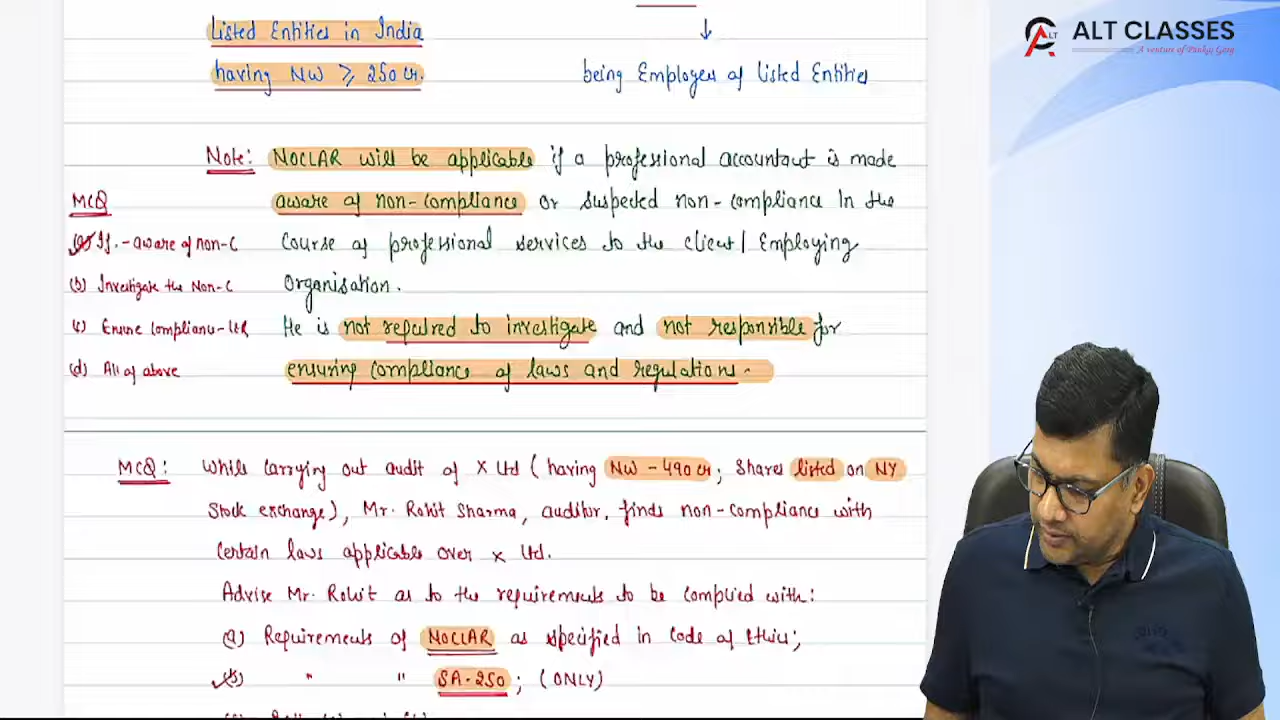 Listed Entities in India
having NW ≥ 250 cr.
being Employees of Listed Entities
ALT CLASSES
A venture of Pankaj Garg
Note: NOCLAR will be applicable if a professional accountant is made
aware of non-compliance or suspected non-compliance In the
Course of professional services to the client / Employing
Organisation.
He is not required to investigate and not responsible for
ensuring compliance of laws and regulations.
MCQ
(a) If.-aware of non-C
(b) Investigate the Non-C
(c) Ensure Compliance-L&R
(d) All of above
MCQ: While carrying out audit of X Ltd (having NW - 490 cr; Shares listed on NY
Stock exchange), Mr. Rohit Sharma, auditor, finds non-compliance with
Certain laws applicable over X Ltd.
Advise Mr. Rohit as to the requirements to be complied with:
(a) Requirements of NOCLAR as specified in Code of Ethics;
(b) " " SA-250; (ONLY)